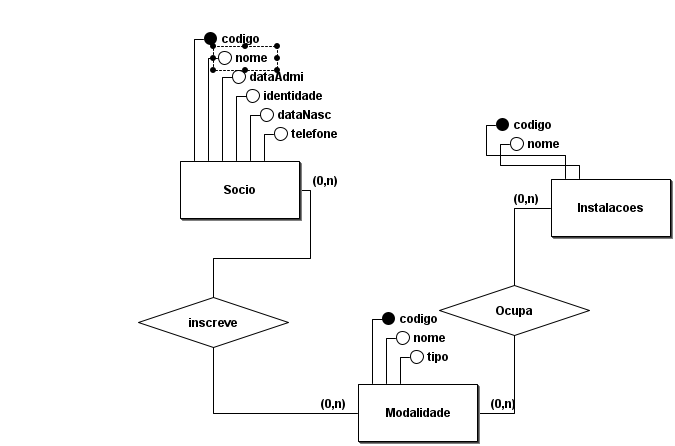 codigo
nome
dataAdmi
identidade
dataNasc
telefone
Socio
(0,n)
codigo
nome
Instalacoes
(0,n)
inscreve
Ocupa
codigo
nome
tipo
(0,n)
Modalidade
(0,n)